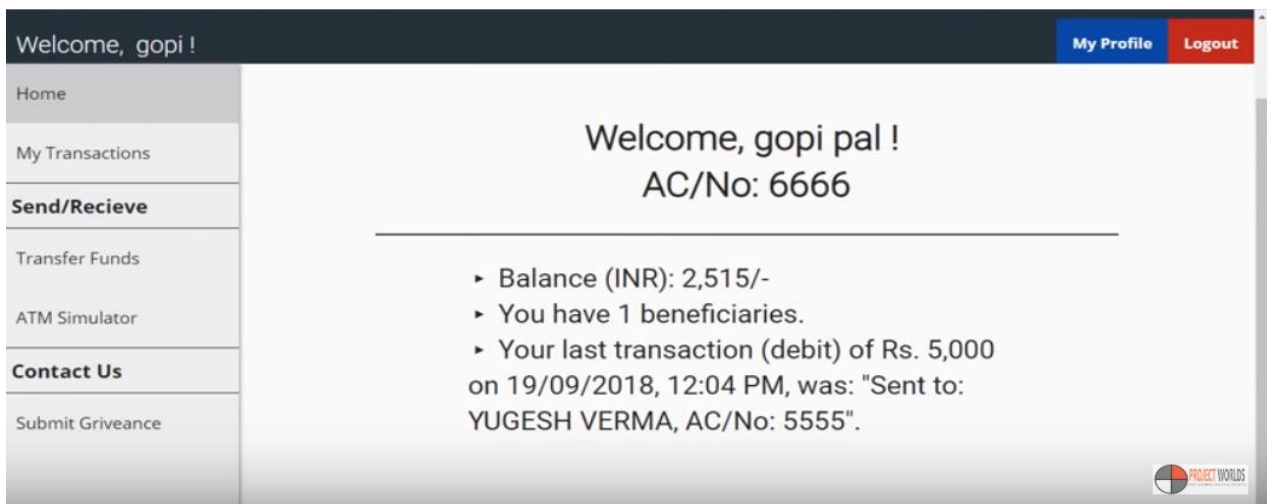 Welcome, gopi !
My Profile
Logout
Home
My Transactions
Send/Recieve
Transfer Funds
ATM Simulator
Contact Us
Submit Griveance
Welcome, gopi pal !
AC/No: 6666
▸ Balance (INR): 2,515/-
▸ You have 1 beneficiaries.
▸ Your last transaction (debit) of Rs. 5,000
on 19/09/2018, 12:04 PM, was: "Sent to:
YUGESH VERMA, AC/No: 5555".
PROJECT WORLDS